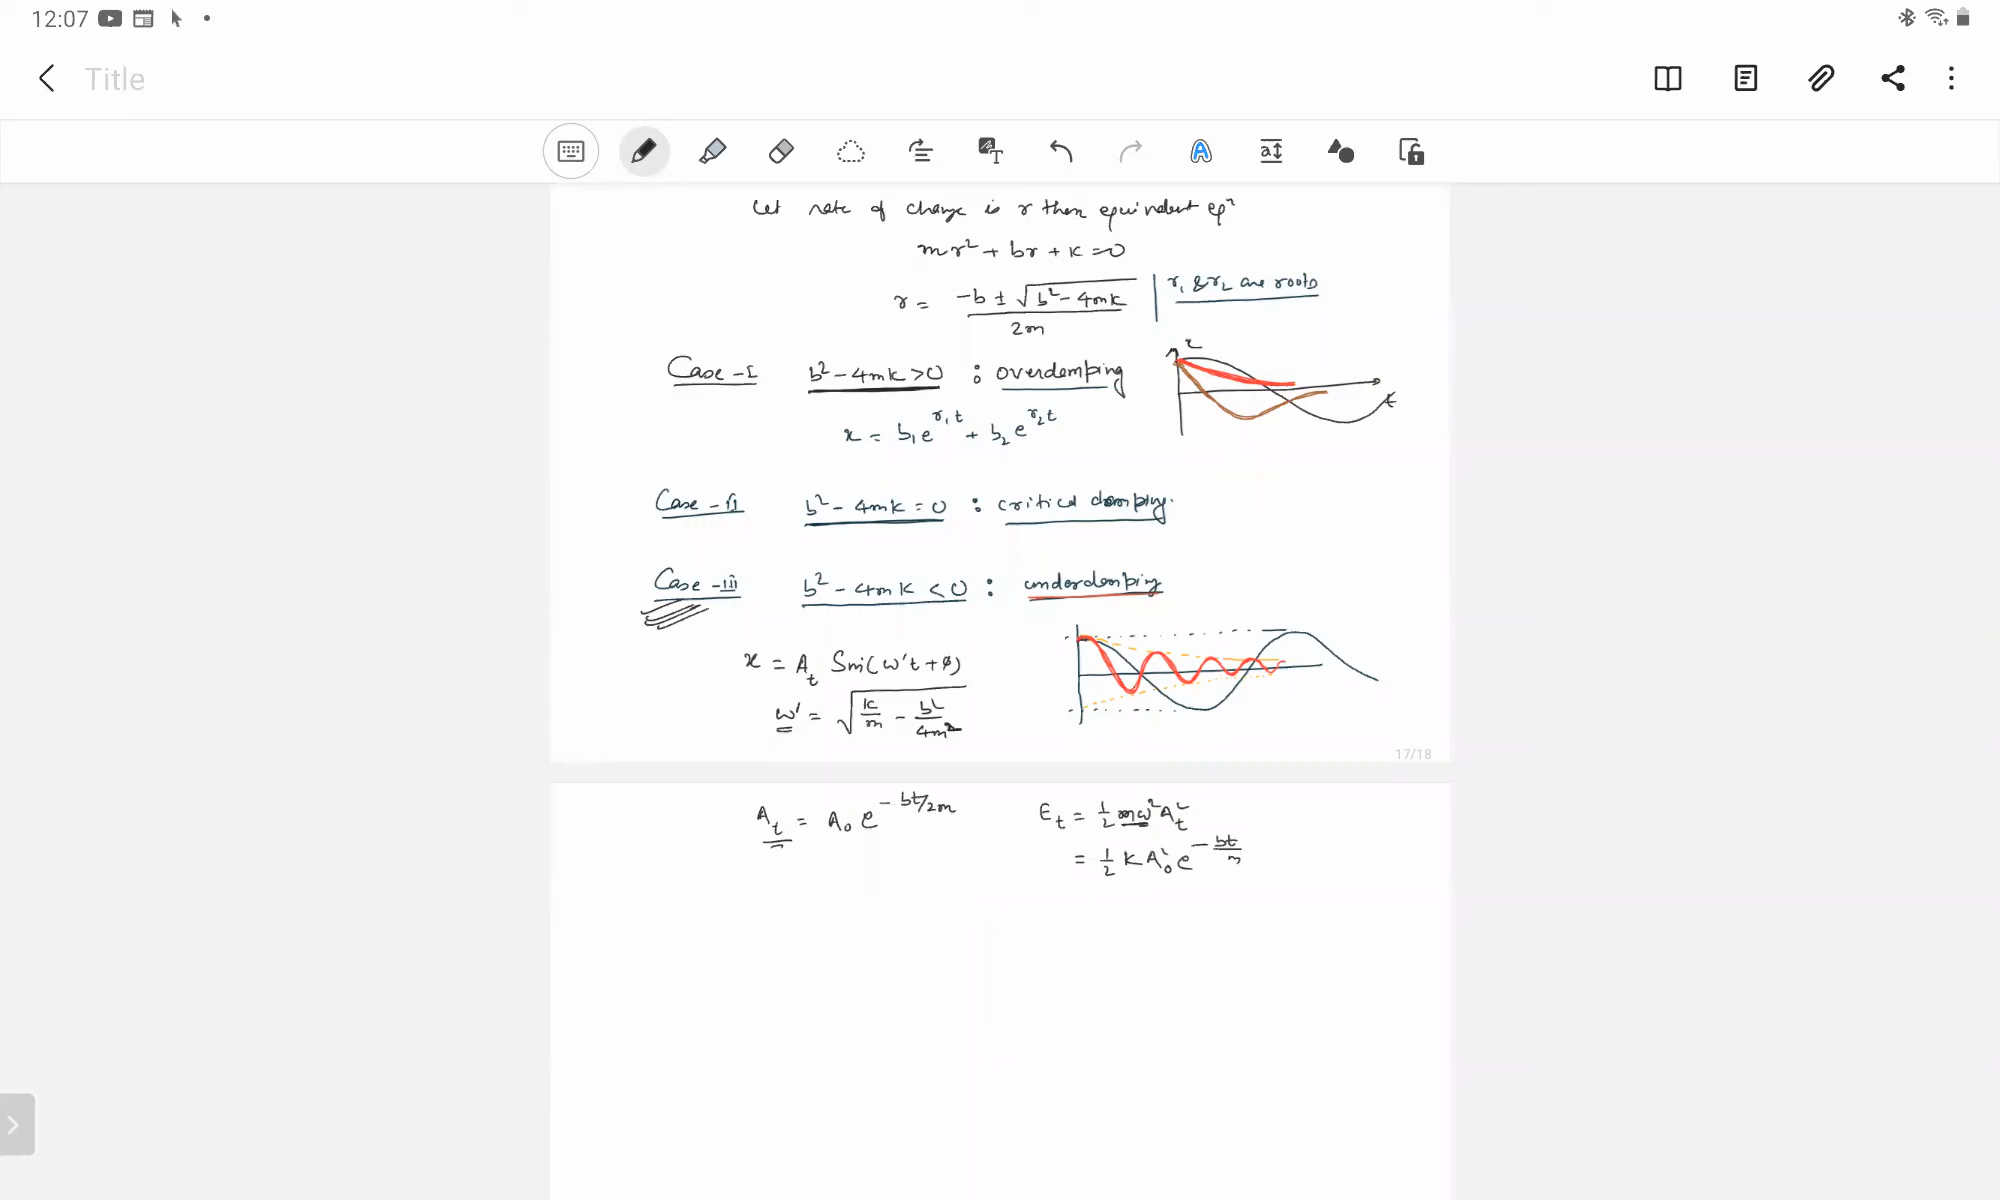 12:07
Title
Let rate of change is r then equivalent eqⁿ
mr² + br + k = 0
r = (-b ± √(b² - 4mk)) / 2m | r₁ & r₂ are roots
x
Case - I b² - 4mk > 0 : overdamping
t
x = b₁e^(r₁t) + b₂e^(r₂t)
Case - II b² - 4mk = 0 : critical damping.
Case - III b² - 4mk < 0 : underdamping
x = A_t Sin(ω't + φ)
ω' = √(k/m - b²/4m²)
17/18
A_t = A₀ e^(-bt/2m) E_t = ½ mω² A_t²
= ½ K A₀² e^(-bt/m)